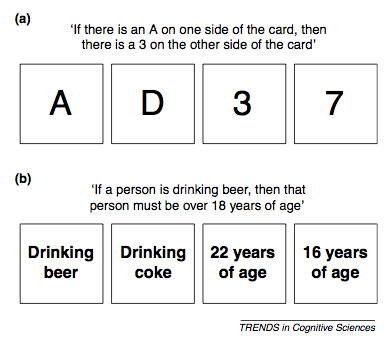 (a)
‘If there is an A on one side of the card, then
there is a 3 on the other side of the card’
A D 3 7
(b)
‘If a person is drinking beer, then that
person must be over 18 years of age’
Drinking Drinking 22 years 16 years
beer coke of age of age
TRENDS in Cognitive Sciences